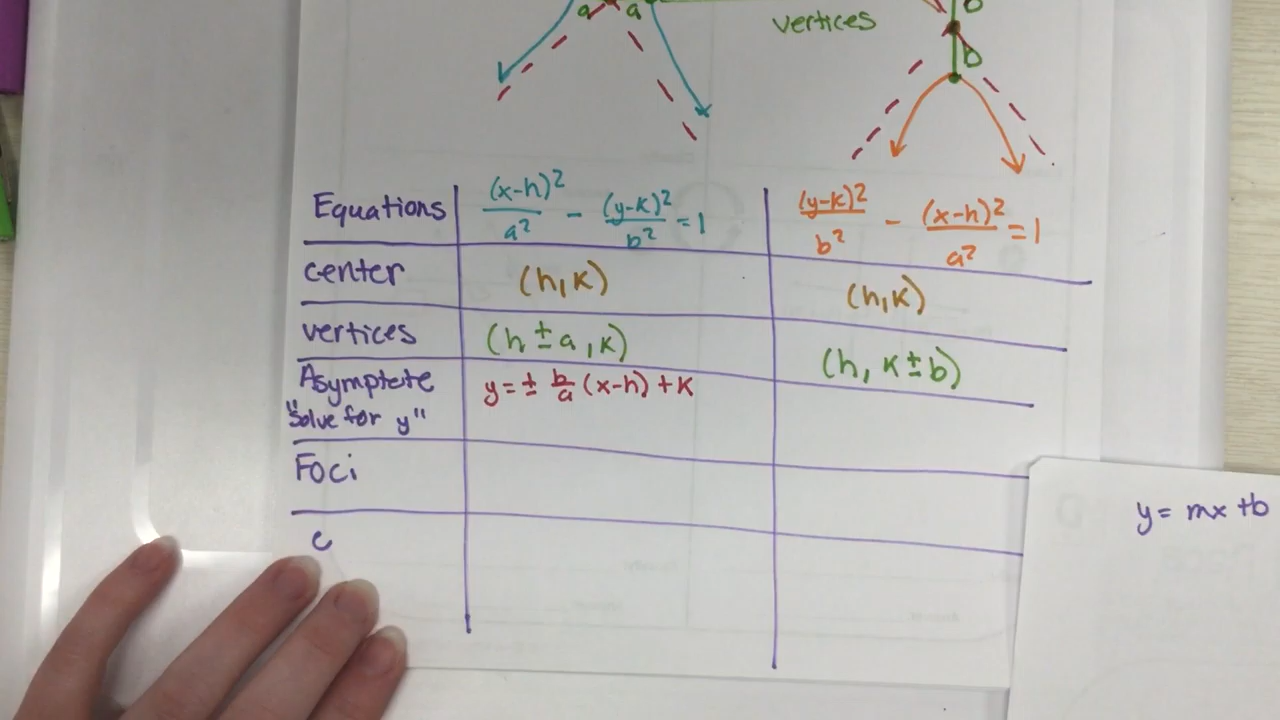 a a
b
vertices
b
Equations (x-h)²/a² - (y-k)²/b² = 1 (y-k)²/b² - (x-h)²/a² = 1
center (h,k) (h,k)
vertices (h ± a, k) (h, k ± b)
Asymptote y = ± b/a (x-h) + k
"solve for y"
Foci
c
y = mx + b